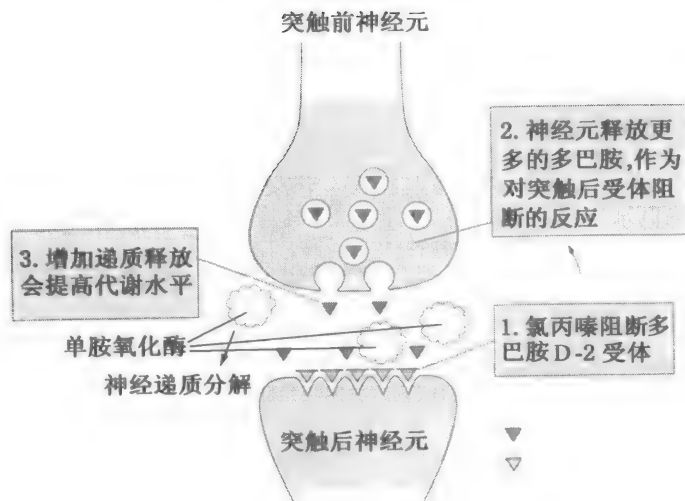 突触前神经元
2. 神经元释放更
多的多巴胺,作为
对突触后受体阻
断的反应
3. 增加递质释放
会提高代谢水平
单胺氧化酶
神经递质分解
1. 氯丙嗪阻断多
巴胺D-2受体
突触后神经元